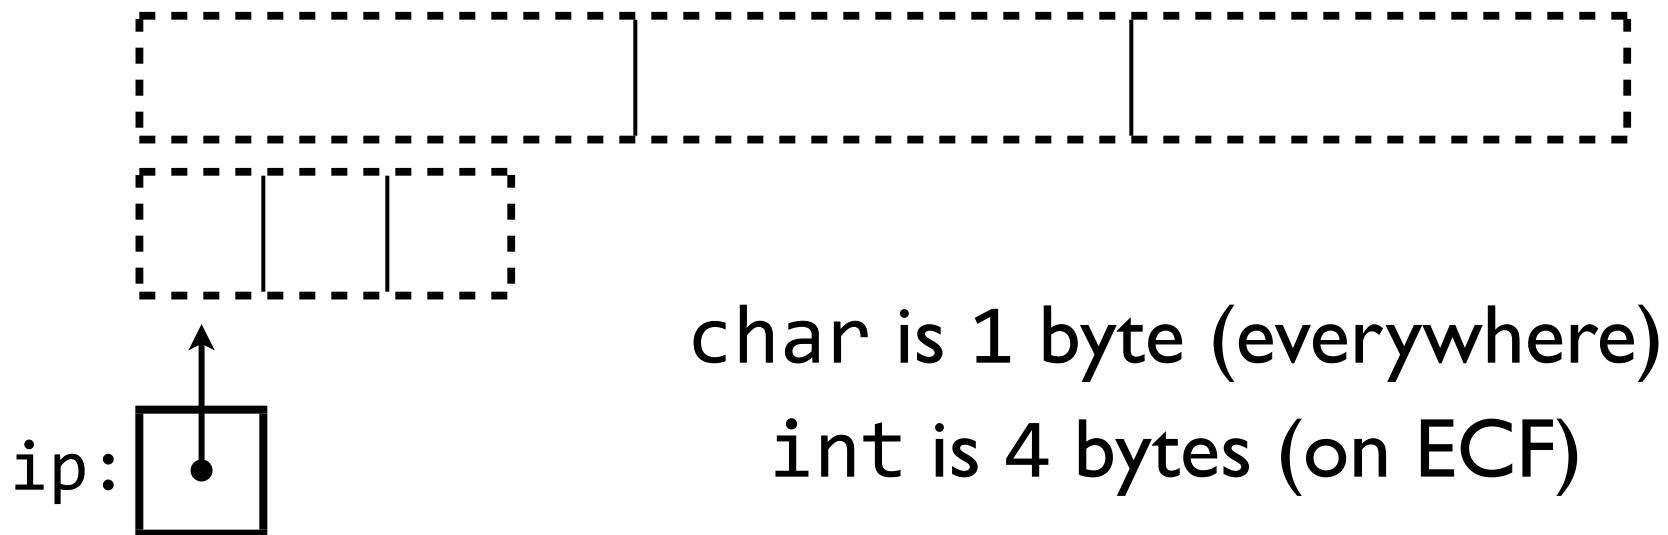 char is 1 byte (everywhere)
int is 4 bytes (on ECF)
ip: